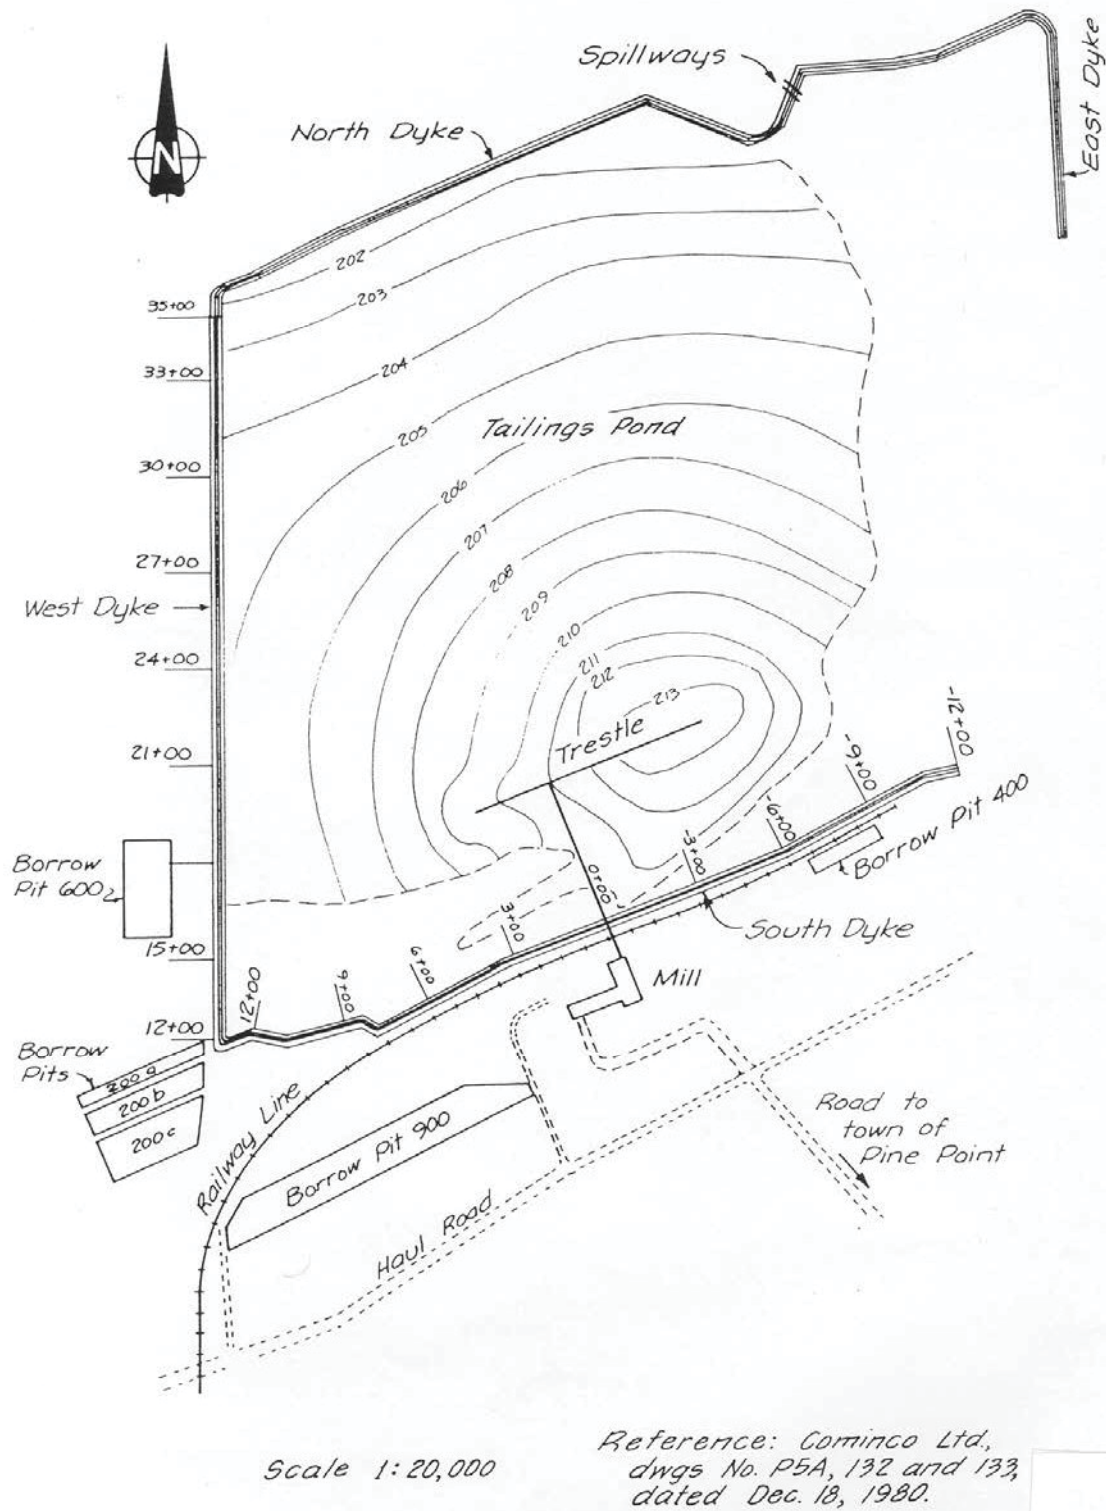 Spillways
East Dyke
North Dyke
N
202
35+00
203
33+00
204
205
Tailings Pond
30+00
206
207
27+00
208
West Dyke
209
210
24+00
211
212
213
Trestle
-12+00
21+00
-9+00
-6+00
Borrow Pit 400
Borrow
Pit 600
-3+00
0+00
3+00
South Dyke
15+00
6+00
Mill
12+00
9+00
12+00
Borrow
Pits
200a
200b
200c
Railway Line
Borrow Pit 900
Road to
town of
Pine Point
Haul Road
Scale 1:20,000
Reference: Cominco Ltd.,
dwgs No. P5A, 132 and 133,
dated Dec. 18, 1980.